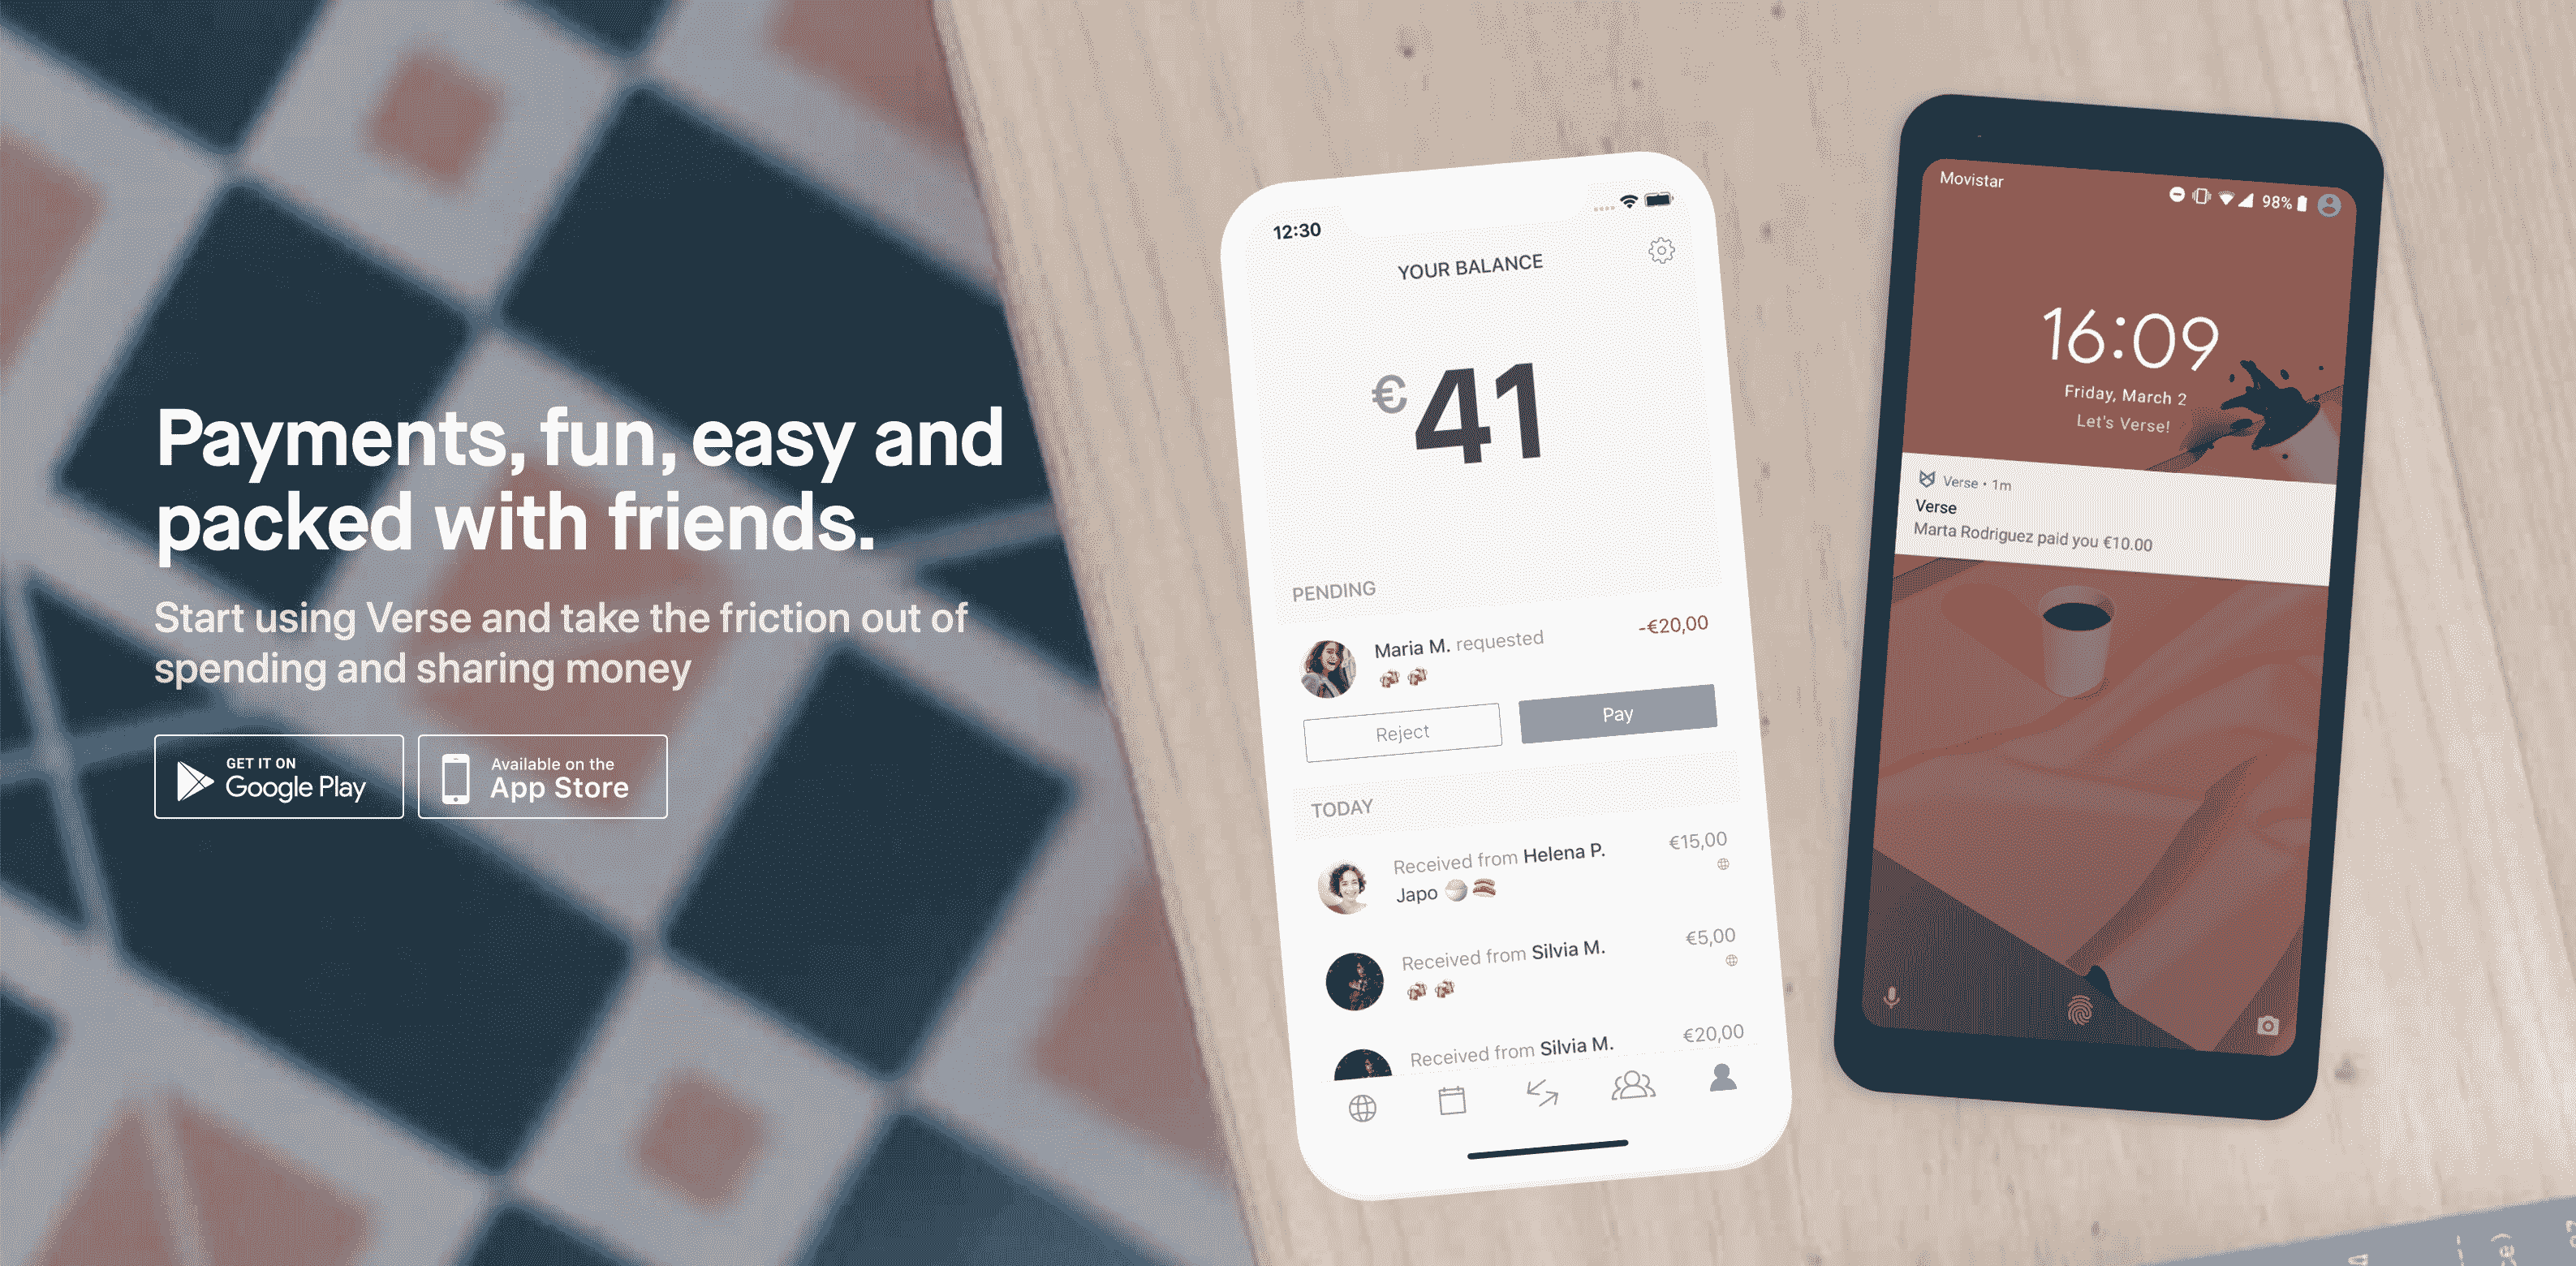 Payments, fun, easy and
packed with friends.
Start using Verse and take the friction out of
spending and sharing money
GET IT ON
Google Play
Available on the
App Store
12:30
YOUR BALANCE
€41
PENDING
Maria M. requested
-€20,00
Reject
Pay
TODAY
Received from Helena P.
€15,00
Japo
Received from Silvia M.
€5,00
Received from Silvia M.
€20,00
Movistar
98%
16:09
Friday, March 2
Let's Verse!
Verse • 1m
Verse
Marta Rodriguez paid you €10.00